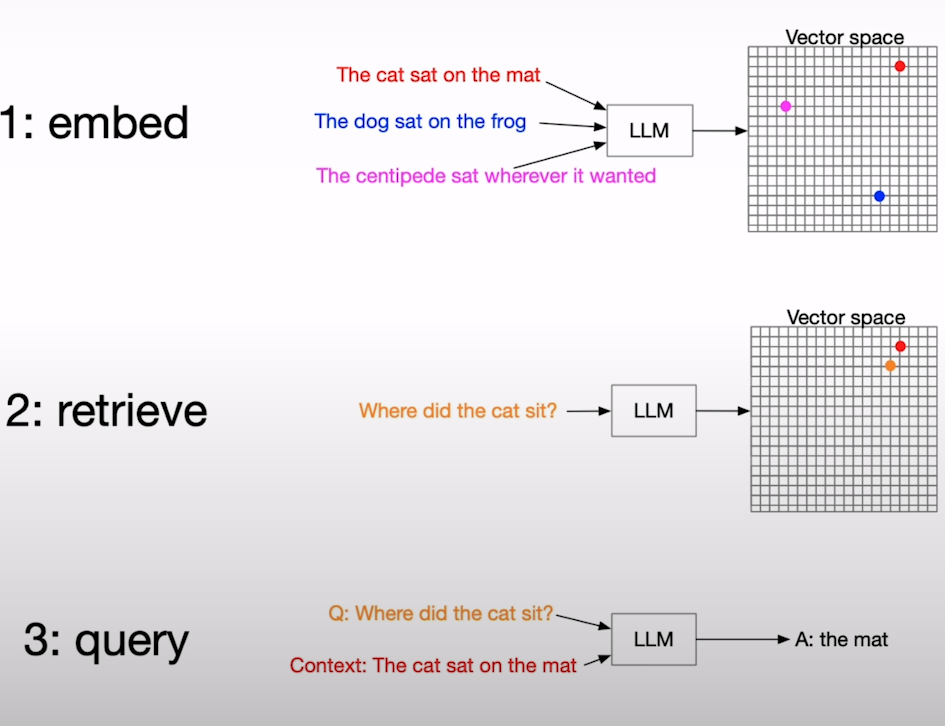 Vector space
The cat sat on the mat
1: embed
The dog sat on the frog
LLM
The centipede sat wherever it wanted
Vector space
2: retrieve
Where did the cat sit?
LLM
Q: Where did the cat sit?
3: query
LLM
A: the mat
Context: The cat sat on the mat